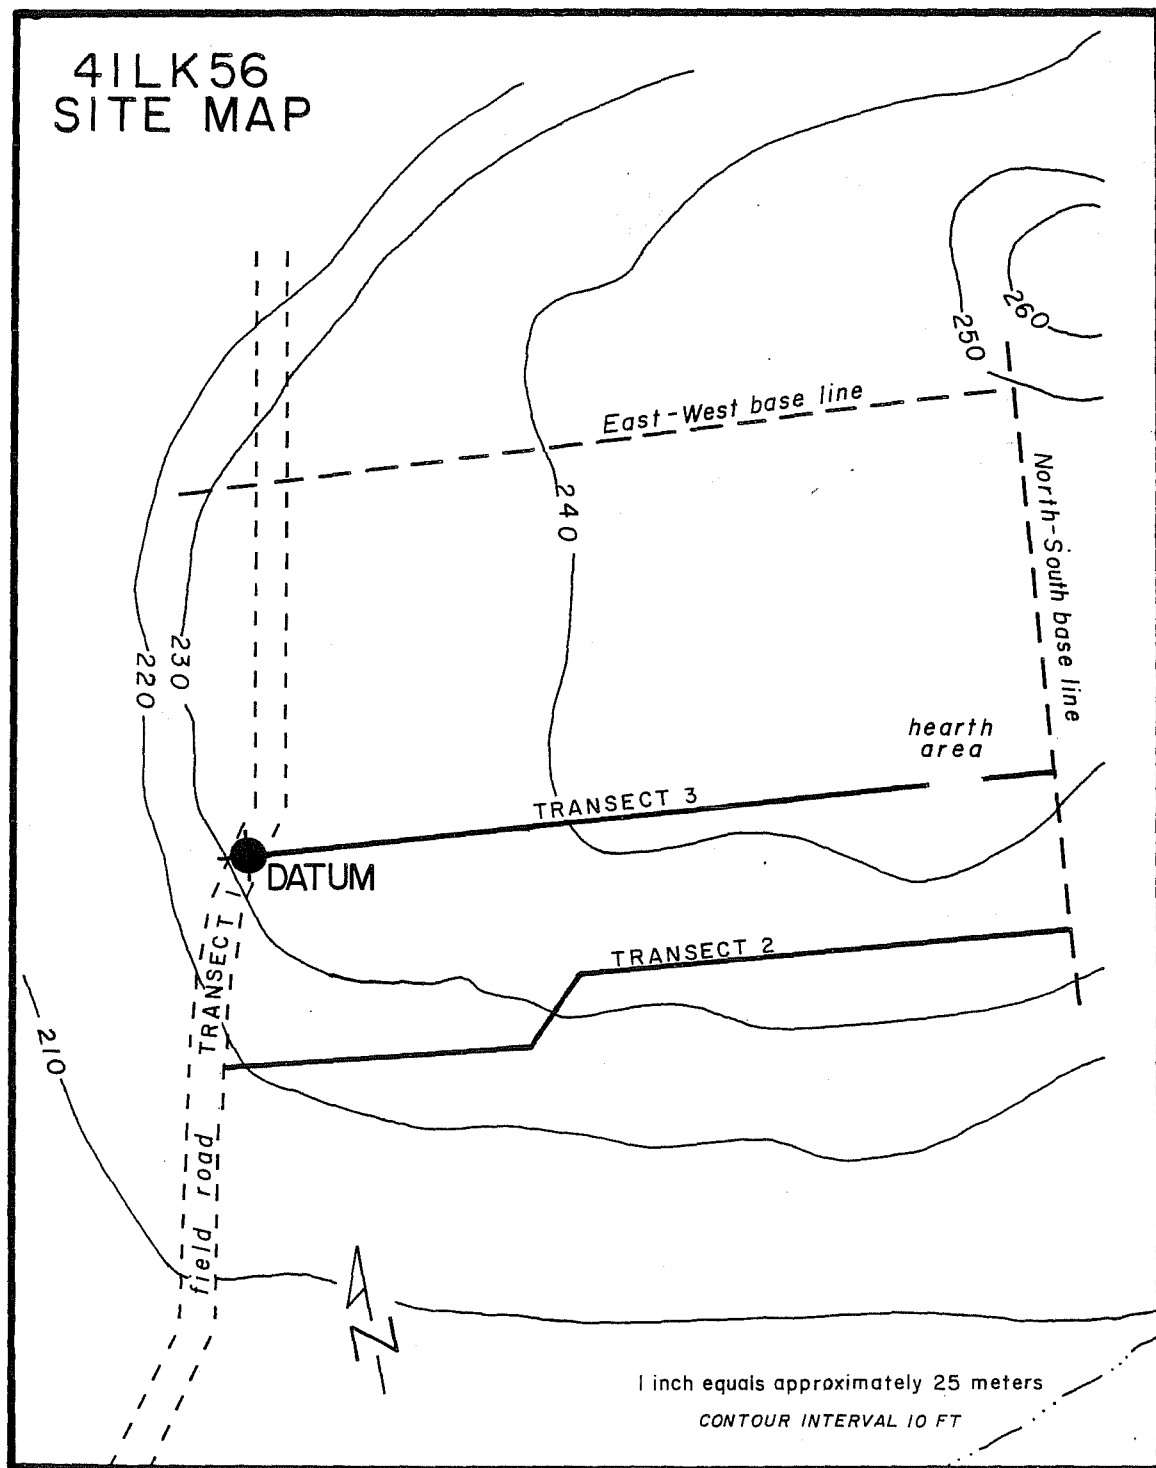 41LK56
SITE MAP
260
250
East-West base line
240
North-South base line
230
220
hearth
area
TRANSECT 3
DATUM
TRANSECT 2
TRANSECT I
210
field road
N
1 inch equals approximately 25 meters
CONTOUR INTERVAL 10 FT